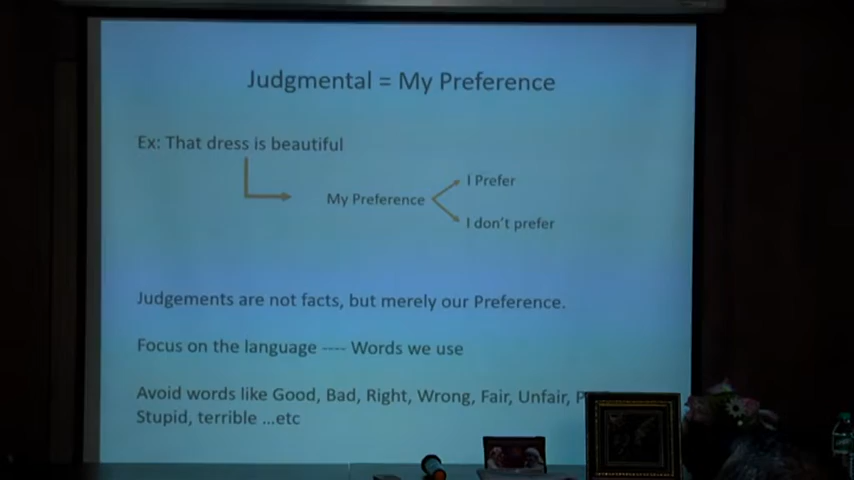 Judgmental = My Preference
Ex: That dress is beautiful
My Preference
I Prefer
I don't prefer
Judgements are not facts, but merely our Preference.
Focus on the language ---- Words we use
Avoid words like Good, Bad, Right, Wrong, Fair, Unfair,
Stupid, terrible ...etc